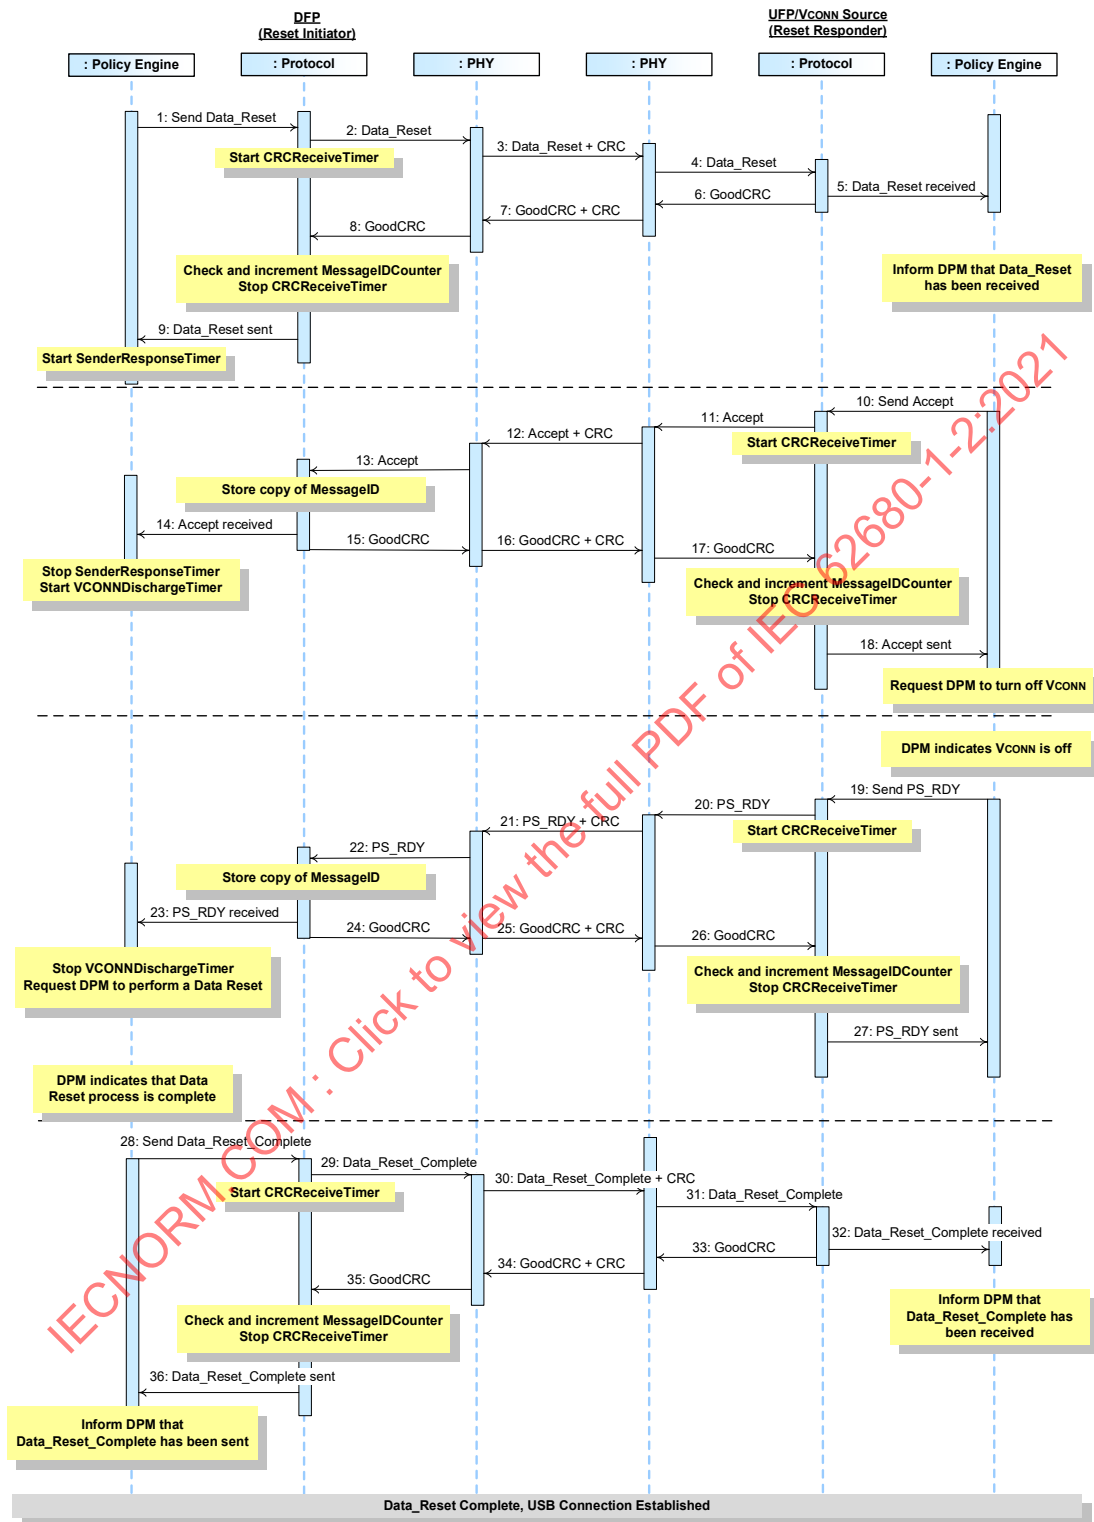 DFP
(Reset Initiator)
UFP/VCONN Source
(Reset Responder)
: Policy Engine
: Protocol
: PHY
: PHY
: Protocol
: Policy Engine
1: Send Data_Reset
2: Data_Reset
Start CRCReceiveTimer
3: Data_Reset + CRC
4: Data_Reset
5: Data_Reset received
6: GoodCRC
7: GoodCRC + CRC
8: GoodCRC
Check and increment MessageIDCounter
Stop CRCReceiveTimer
Inform DPM that Data_Reset
has been received
9: Data_Reset sent
Start SenderResponseTimer
10: Send Accept
11: Accept
Start CRCReceiveTimer
12: Accept + CRC
13: Accept
Store copy of MessageID
14: Accept received
15: GoodCRC
16: GoodCRC + CRC
17: GoodCRC
Stop SenderResponseTimer
Start VCONNDischargeTimer
Check and increment MessageIDCounter
Stop CRCReceiveTimer
18: Accept sent
Request DPM to turn off VCONN
DPM indicates VCONN is off
19: Send PS_RDY
20: PS_RDY
Start CRCReceiveTimer
21: PS_RDY + CRC
22: PS_RDY
Store copy of MessageID
23: PS_RDY received
24: GoodCRC
25: GoodCRC + CRC
26: GoodCRC
Stop VCONNDischargeTimer
Request DPM to perform a Data Reset
Check and increment MessageIDCounter
Stop CRCReceiveTimer
27: PS_RDY sent
DPM indicates that Data
Reset process is complete
28: Send Data_Reset_Complete
29: Data_Reset_Complete
Start CRCReceiveTimer
30: Data_Reset_Complete + CRC
31: Data_Reset_Complete
32: Data_Reset_Complete received
33: GoodCRC
34: GoodCRC + CRC
35: GoodCRC
Check and increment MessageIDCounter
Stop CRCReceiveTimer
Inform DPM that
Data_Reset_Complete has
been received
36: Data_Reset_Complete sent
Inform DPM that
Data_Reset_Complete has been sent
Data_Reset Complete, USB Connection Established
IECNORM.COM : Click to view the full PDF of IEC 62680-1-2:2021